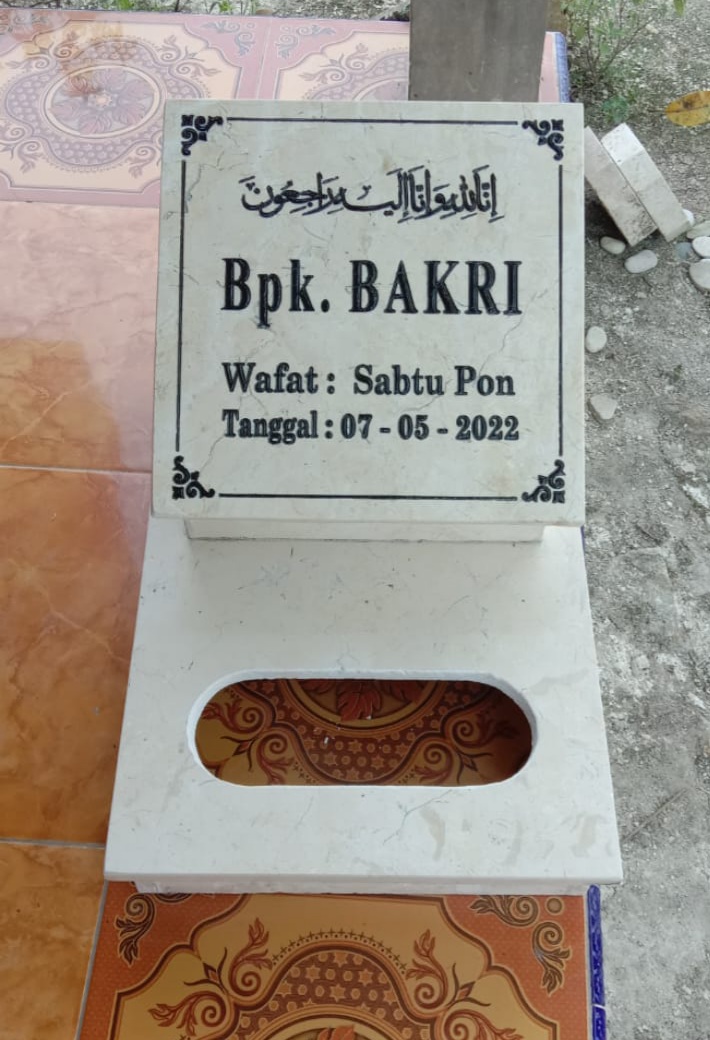 إنا لله وإنا إليه راجعون
Bpk. BAKRI
Wafat : Sabtu Pon
Tanggal : 07 - 05 - 2022